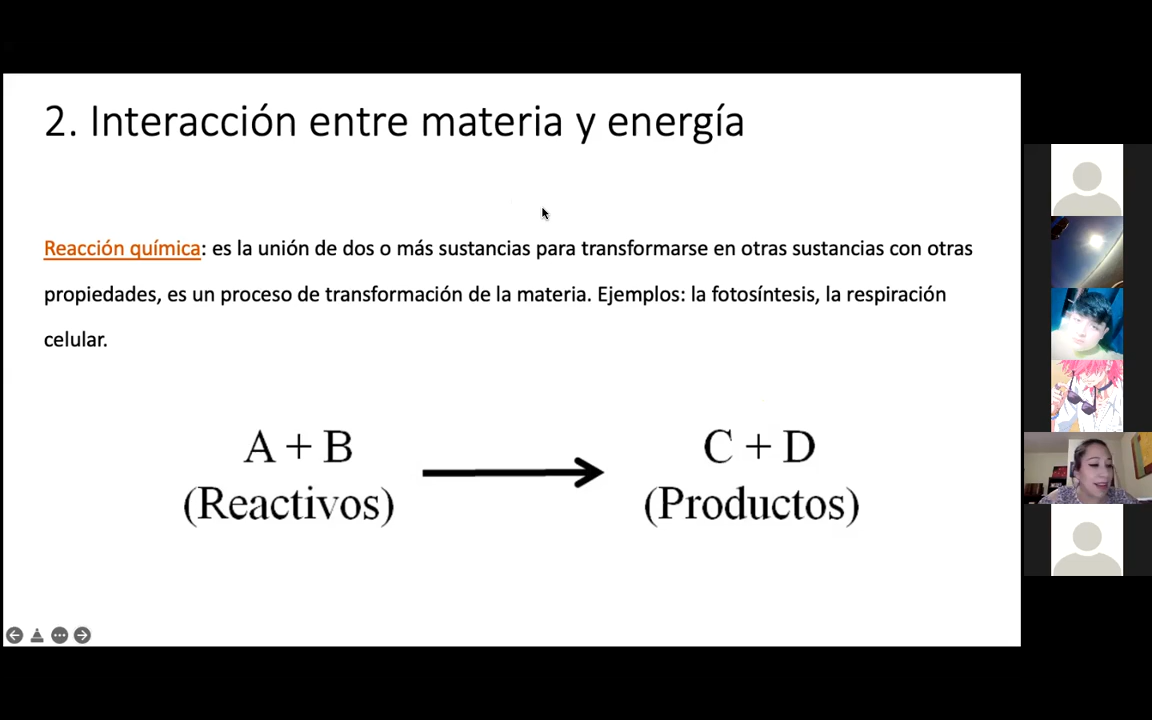 2. Interacción entre materia y energía
Reacción química: es la unión de dos o más sustancias para transformarse en otras sustancias con otras
propiedades, es un proceso de transformación de la materia. Ejemplos: la fotosíntesis, la respiración
celular.
A + B
C + D
(Reactivos)
(Productos)